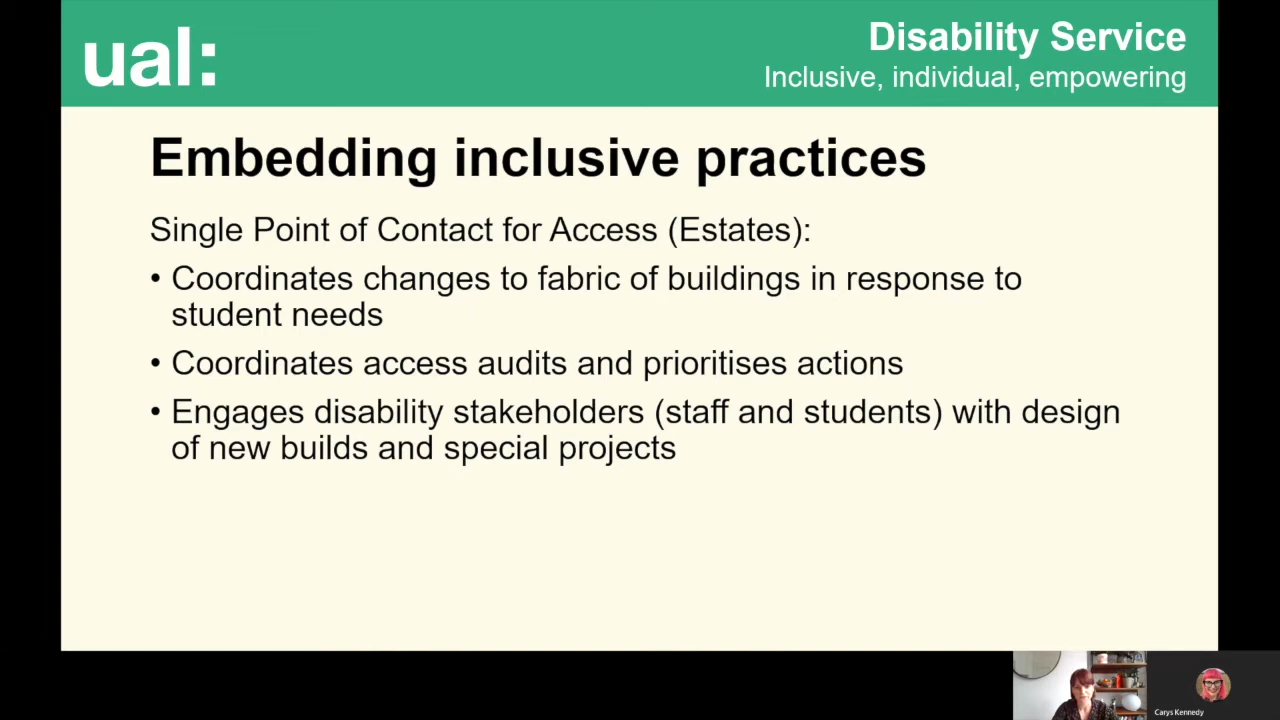 ual:
Disability Service
Inclusive, individual, empowering
Embedding inclusive practices
Single Point of Contact for Access (Estates):
• Coordinates changes to fabric of buildings in response to
student needs
• Coordinates access audits and prioritises actions
• Engages disability stakeholders (staff and students) with design
of new builds and special projects
Carys Kennedy